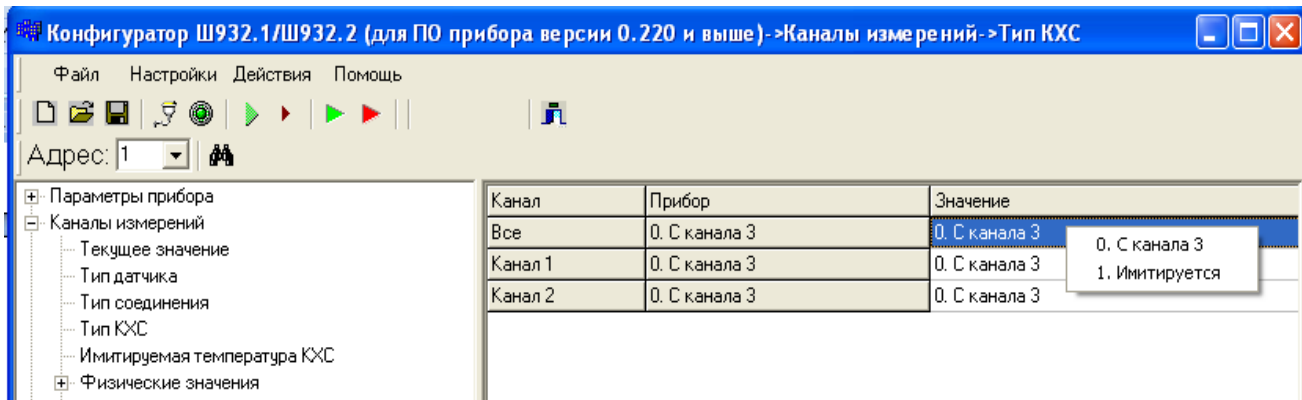 Конфигуратор Ш932.1/Ш932.2 (для ПО прибора версии 0.220 и выше)->Каналы измерений->Тип КХС
Файл Настройки Действия Помощь
Адрес: 1
Параметры прибора
Каналы измерений
Текущее значение
Тип датчика
Тип соединения
Тип КХС
Имитируемая температура КХС
Физические значения
Канал Прибор Значение
Все 0. С канала 3 0. С канала 3
Канал 1 0. С канала 3 0. С канала 3
Канал 2 0. С канала 3 0. С канала 3
0. С канала 3
1. Имитируется